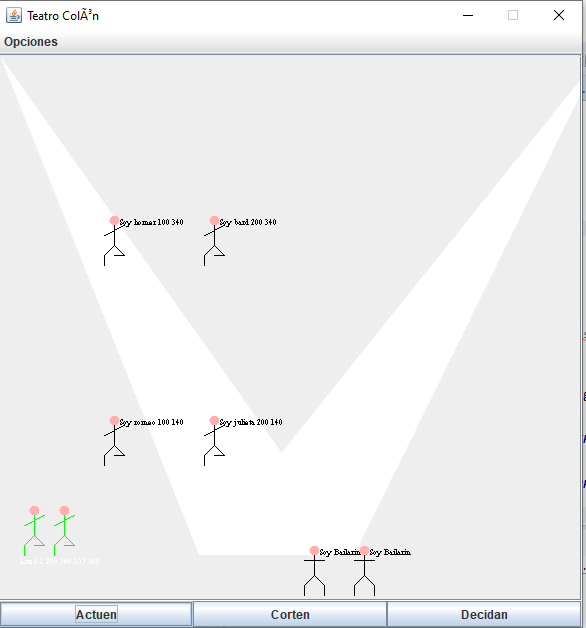 Teatro ColÃ³n
Opciones
Soy homer 100 340
Soy bard 200 340
Soy romeo 100 140
Soy julieta 200 140
Soy Bailarin
Soy Bailarin
Actuen
Corten
Decidan